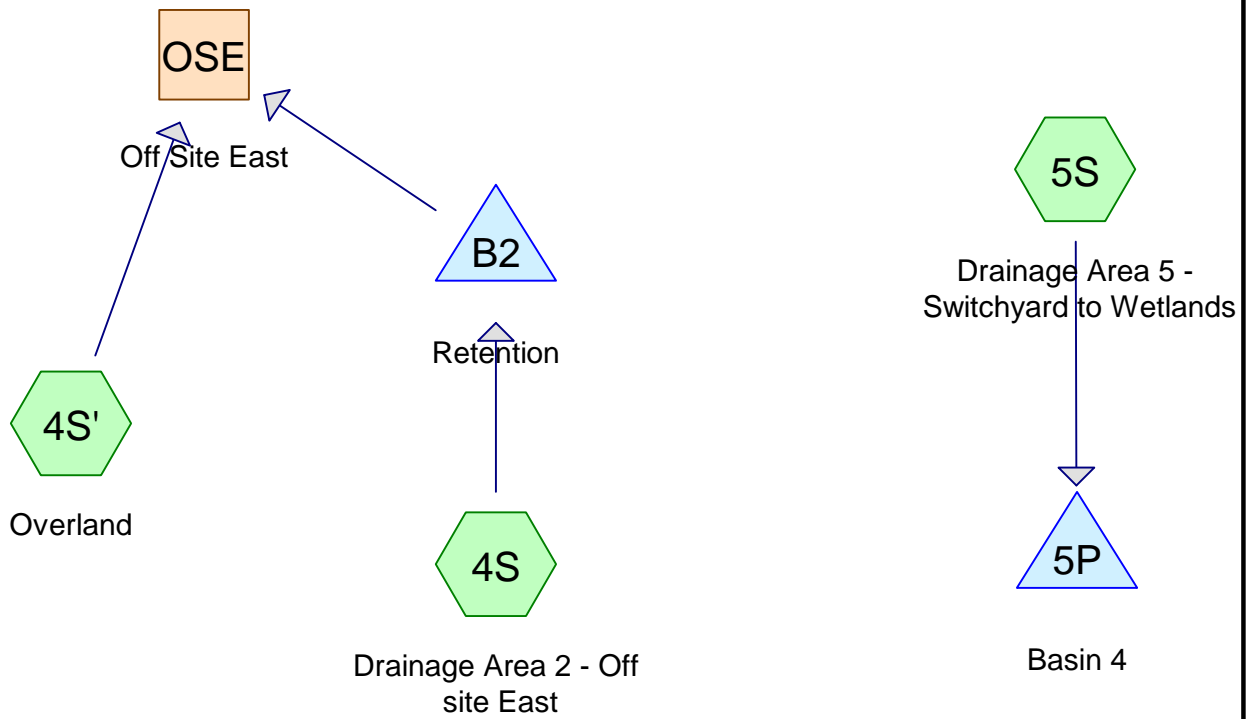 OSE
Off Site East
5S
Drainage Area 5 -
Switchyard to Wetlands
B2
Retention
4S'
Overland
4S
Drainage Area 2 - Off
site East
5P
Basin 4